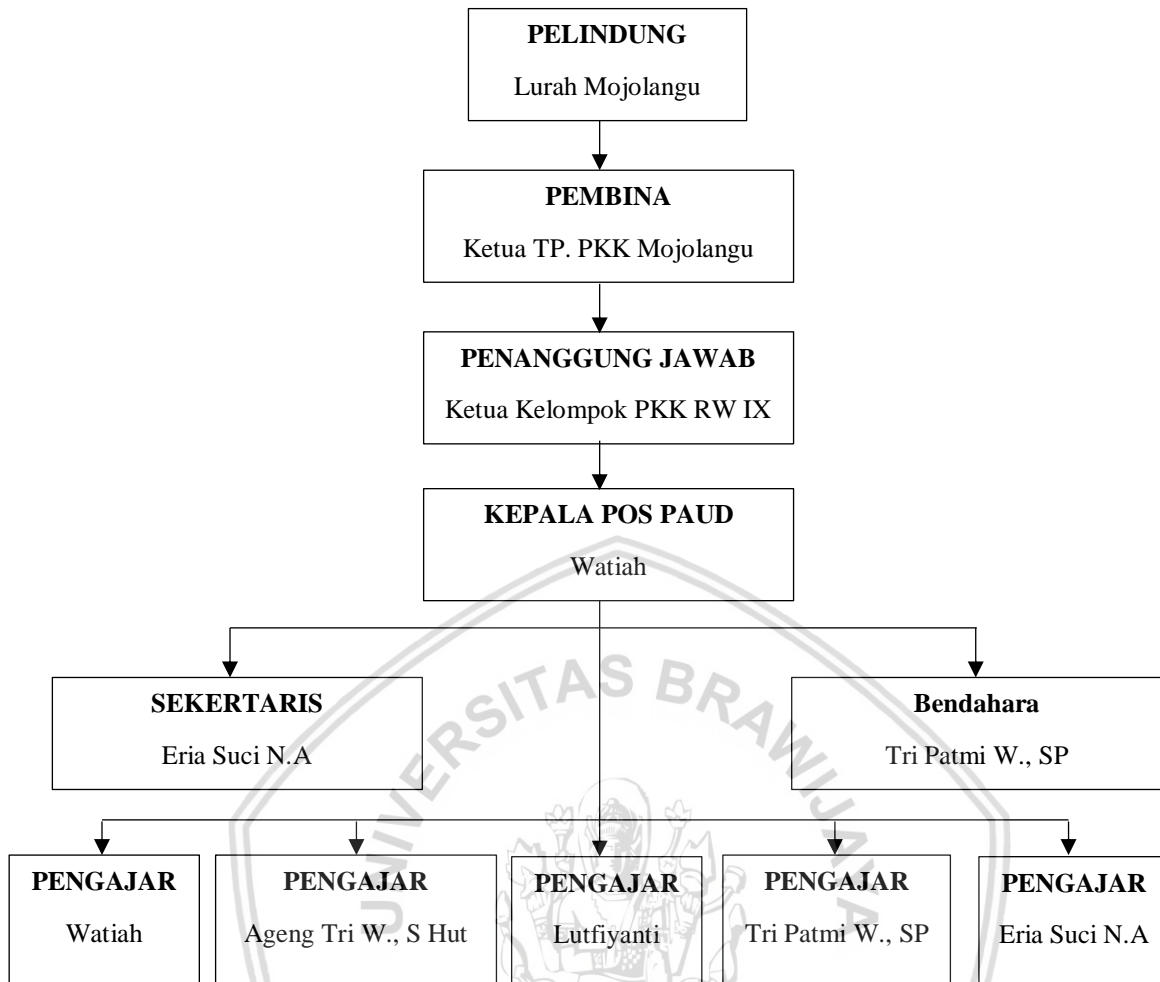 PELINDUNG
Lurah Mojolangu
PEMBINA
Ketua TP. PKK Mojolangu
PENANGGUNG JAWAB
Ketua Kelompok PKK RW IX
KEPALA POS PAUD
Watiah
SEKERTARIS
Eria Suci N.A
Bendahara
Tri Patmi W., SP
PENGAJAR
Watiah
PENGAJAR
Ageng Tri W., S Hut
PENGAJAR
Lutfiyanti
PENGAJAR
Tri Patmi W., SP
PENGAJAR
Eria Suci N.A
UNIVERSITAS BRAWIJAYA